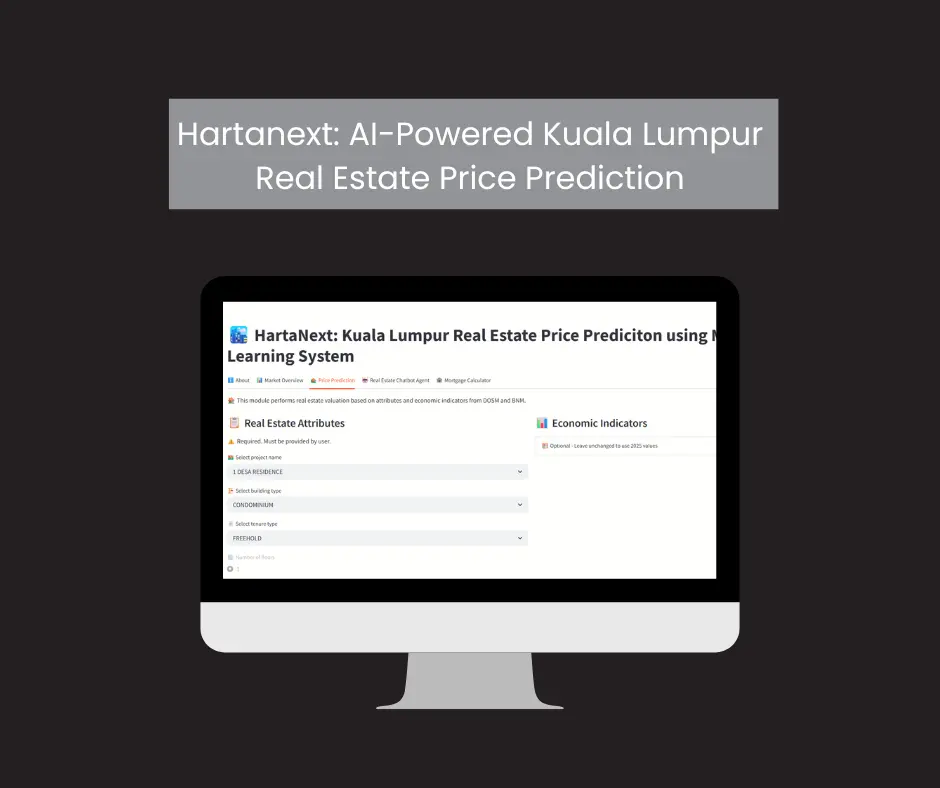 Hartanext: AI-Powered Kuala Lumpur
Real Estate Price Prediction
HartaNext: Kuala Lumpur Real Estate Price Prediciton using
Learning System
About Market Overview Price Prediction Real Estate Chatbot Agent Mortgage Calculator
This module performs real estate valuation based on attributes and economic indicators from DOSM and BNM.
Real Estate Attributes
Required. Must be provided by user.
Select project name
1 DESA RESIDENCE
Select building type
CONDOMINIUM
Select tenure type
FREEHOLD
Number of floors
1
Economic Indicators
Optional - Leave unchanged to use 2025 values